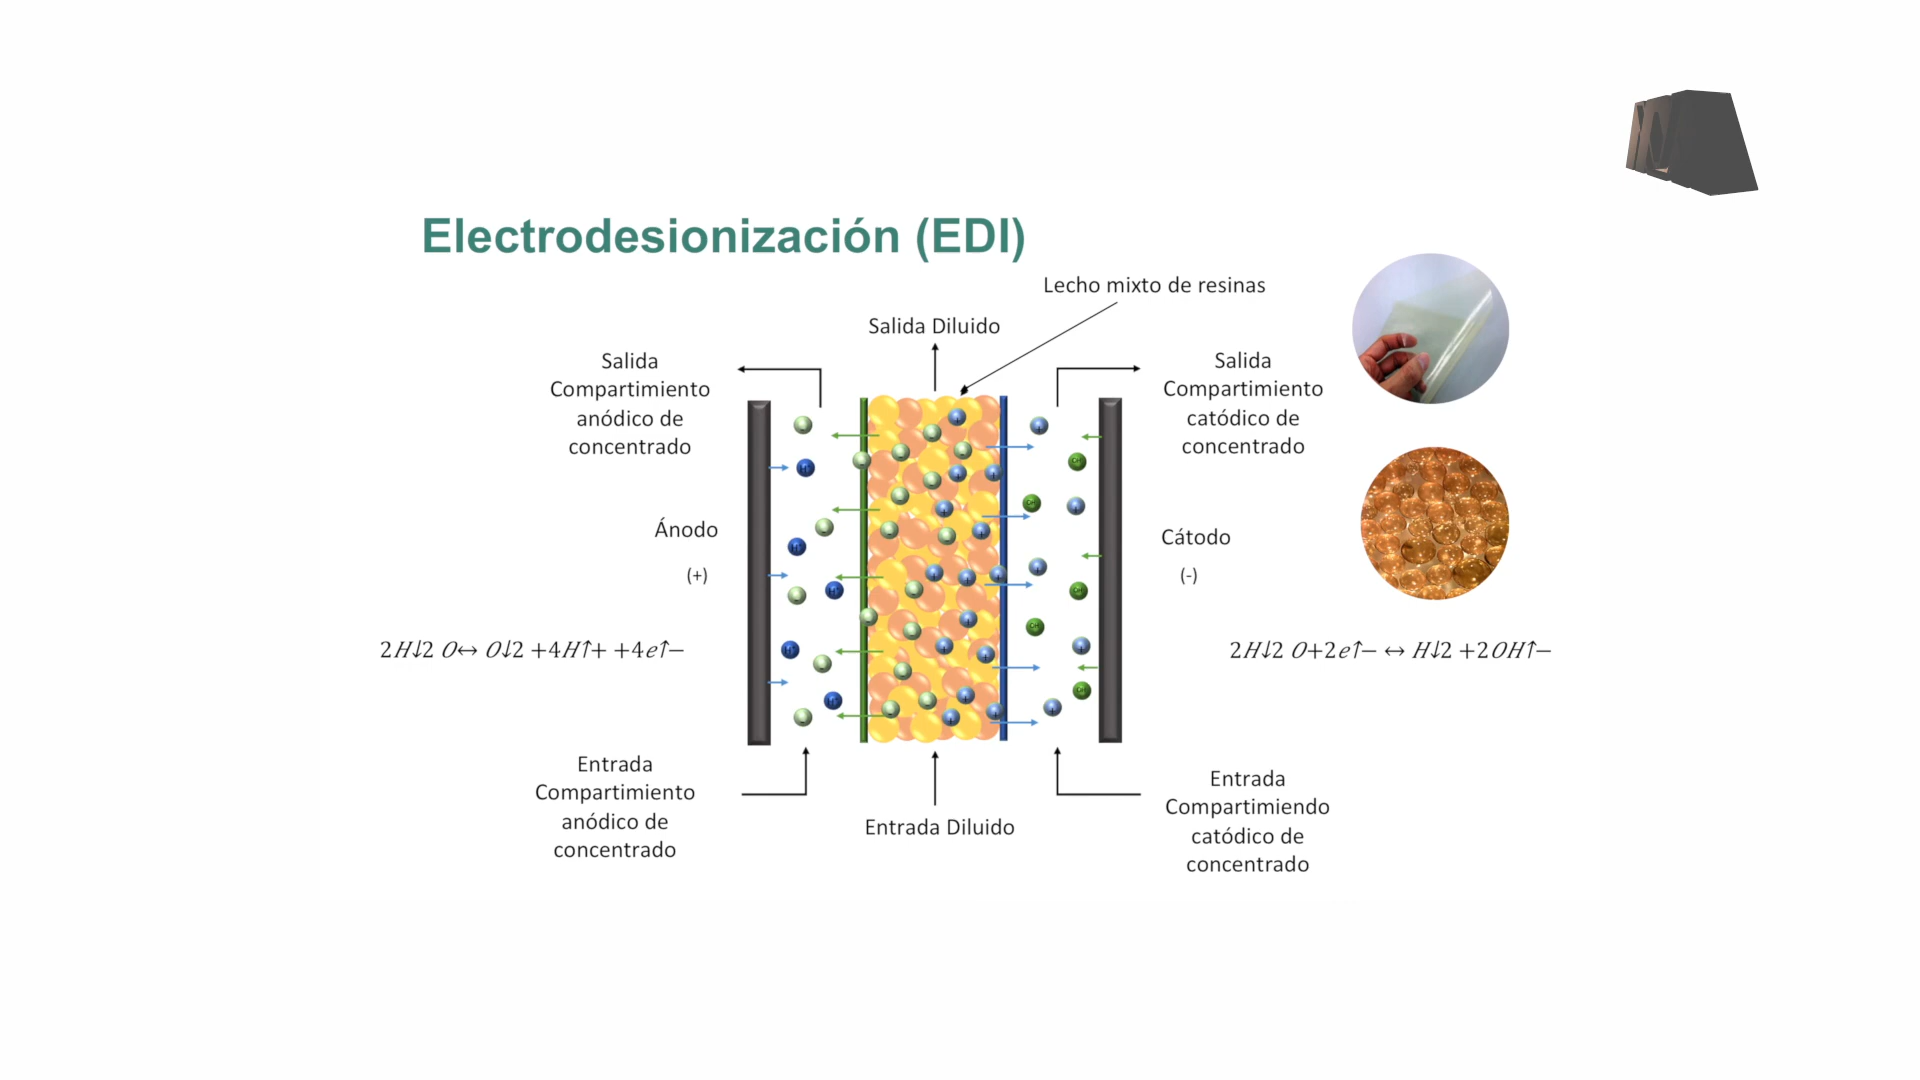 Electrodesionización (EDI)
Lecho mixto de resinas
Salida Diluido
Salida
Compartimiento
anódico de
concentrado
Salida
Compartimiento
catódico de
concentrado
Ánodo
(+)
Cátodo
(-)
2H↓2 O↔ O↓2 +4H↑+ +4e↑−
2H↓2 O+2e↑− ↔ H↓2 +2OH↑−
Entrada
Compartimiento
anódico de
concentrado
Entrada Diluido
Entrada
Compartimiendo
catódico de
concentrado